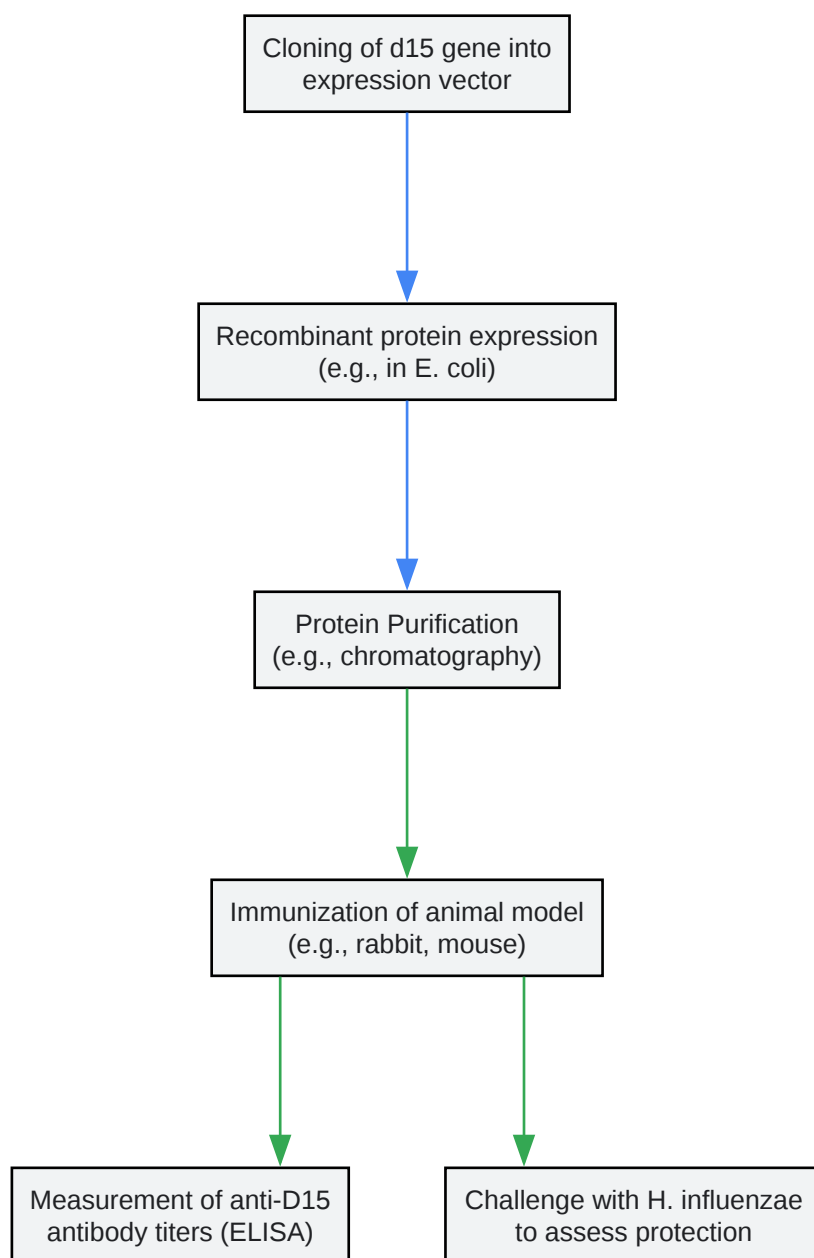 Cloning of d15 gene into
expression vector
Recombinant protein expression
(e.g., in E. coli)
Protein Purification
(e.g., chromatography)
Immunization of animal model
(e.g., rabbit, mouse)
Measurement of anti-D15
antibody titers (ELISA)
Challenge with H. influenzae
to assess protection